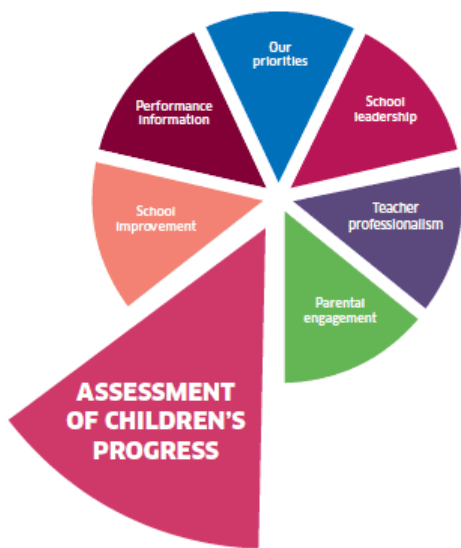 Our
priorities
School
leadership
Teacher
professionalism
Parental
engagement
ASSESSMENT
OF CHILDREN'S
PROGRESS
School
improvement
Performance
information